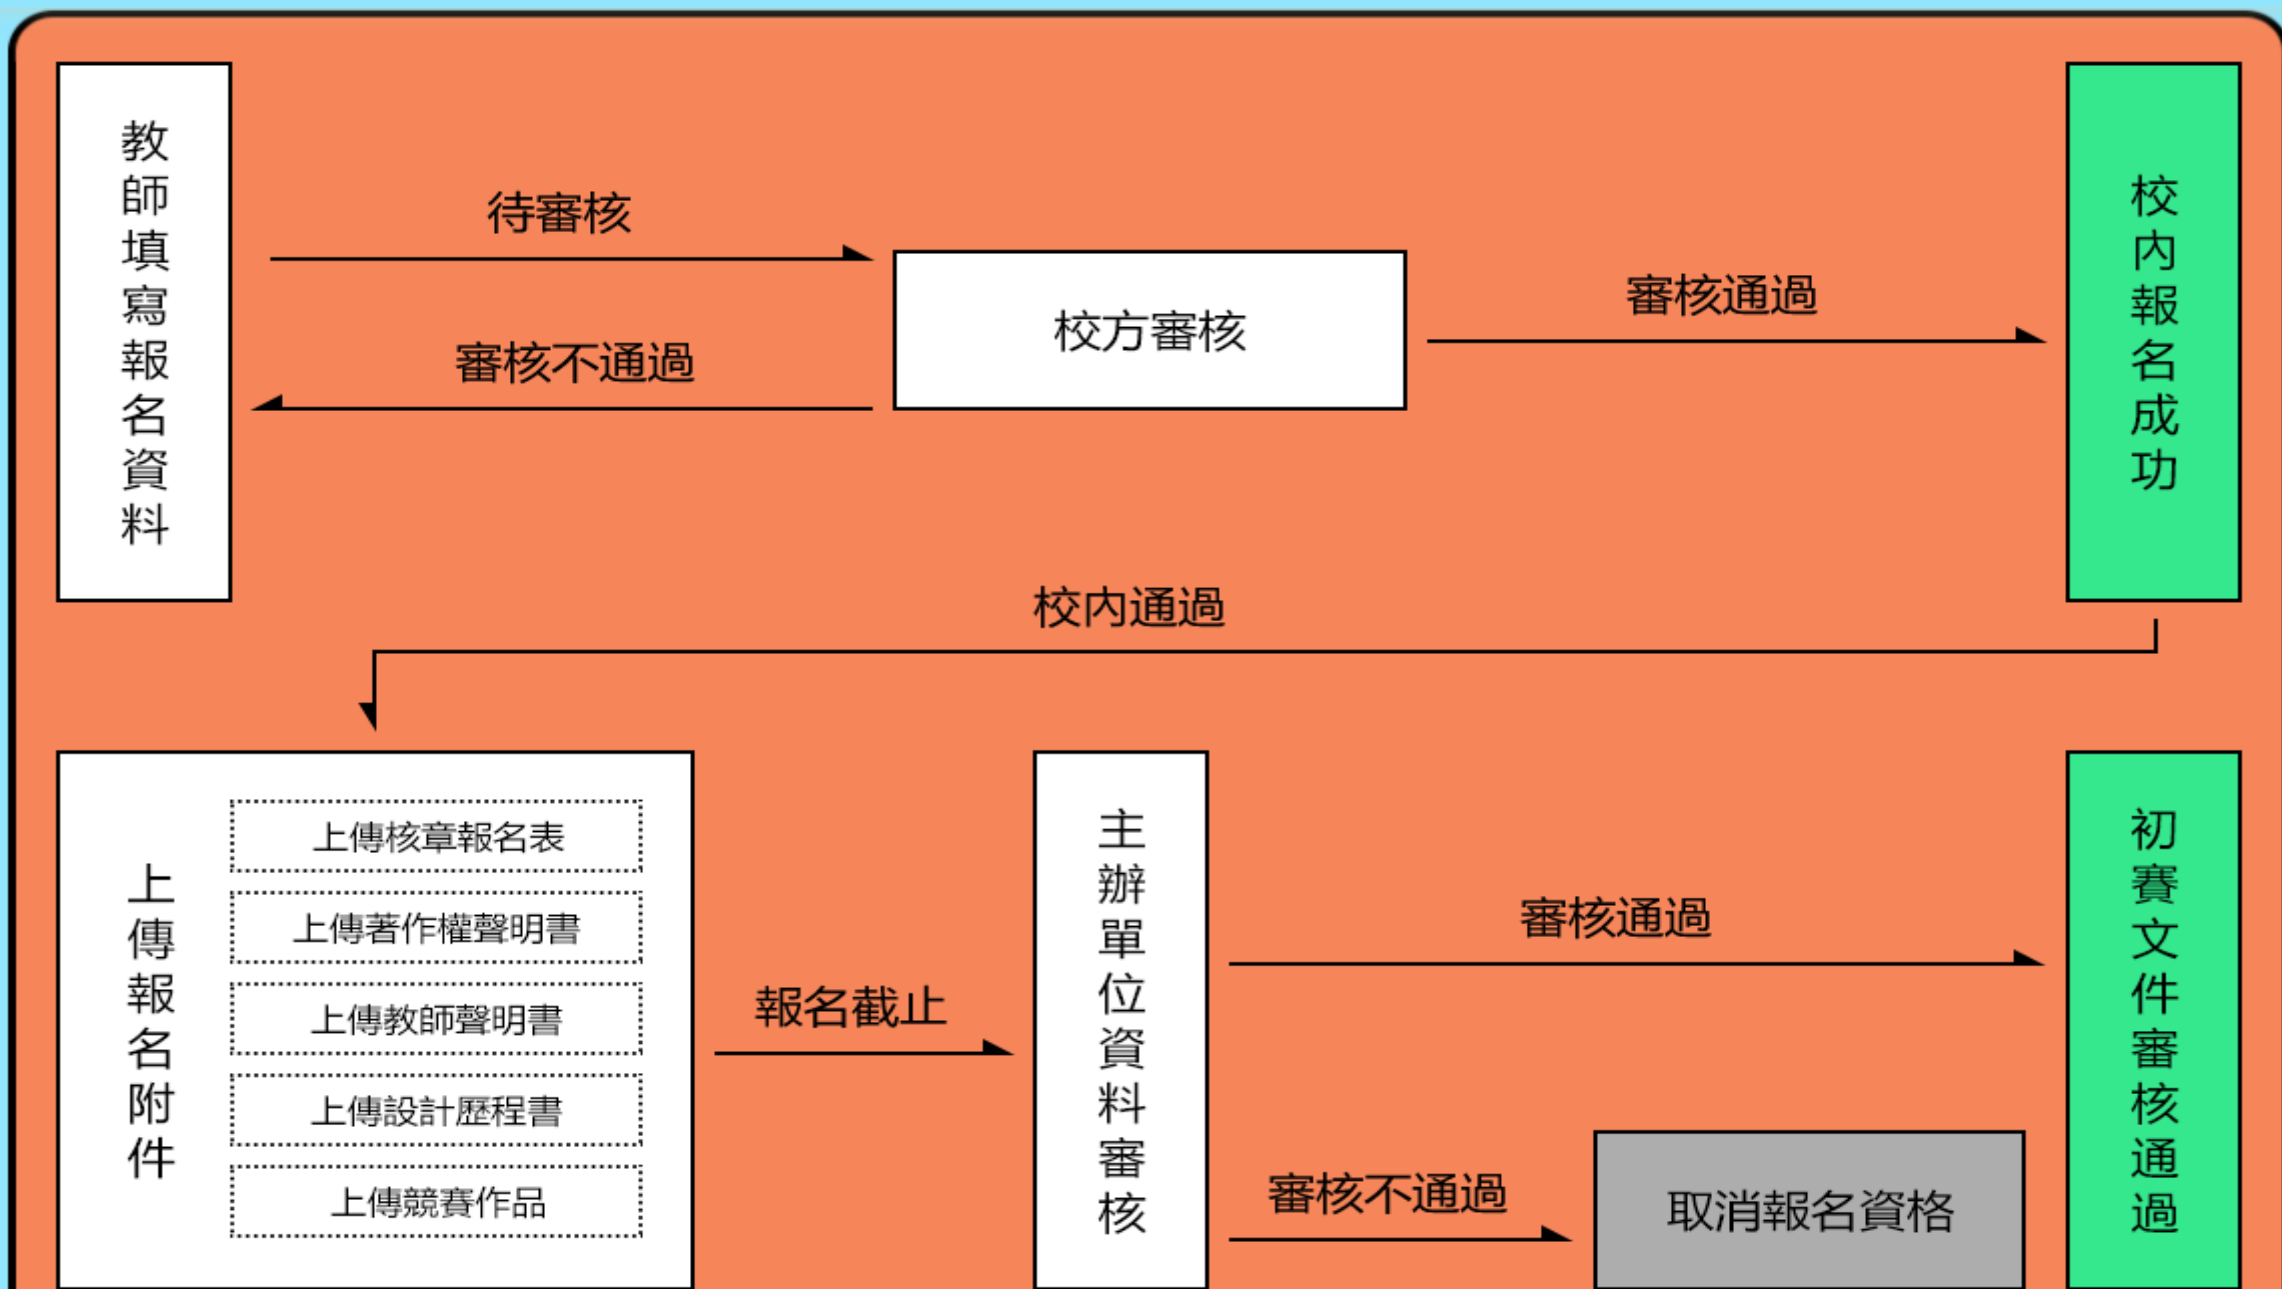 教師填寫報名資料
待審核
審核不通過
校方審核
審核通過
校內報名成功
校內通過
上傳報名附件
上傳核章報名表
上傳著作權聲明書
上傳教師聲明書
上傳設計歷程書
上傳競賽作品
報名截止
主辦單位資料審核
審核通過
審核不通過
取消報名資格
初賽文件審核通過